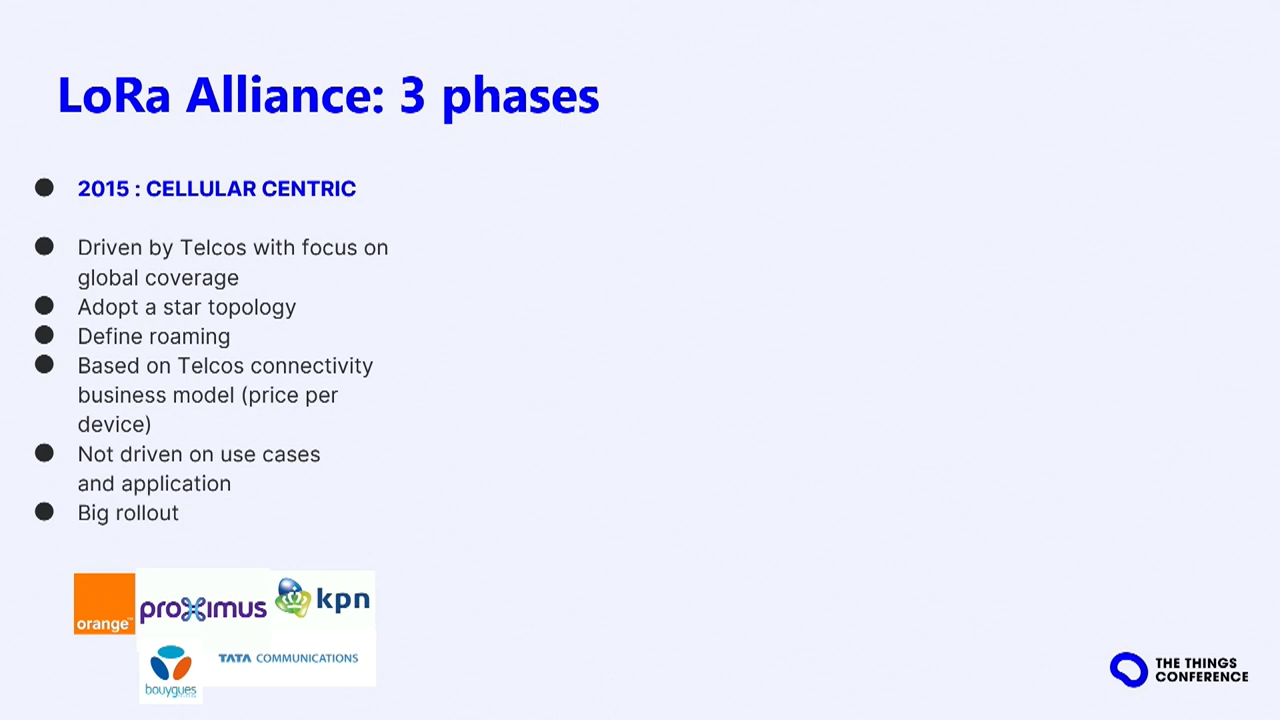 LoRa Alliance: 3 phases
2015 : CELLULAR CENTRIC
Driven by Telcos with focus on
global coverage
Adopt a star topology
Define roaming
Based on Telcos connectivity
business model (price per
device)
Not driven on use cases
and application
Big rollout
orange™
proximus
kpn
bouygues
TATA COMMUNICATIONS
THE THINGS
CONFERENCE